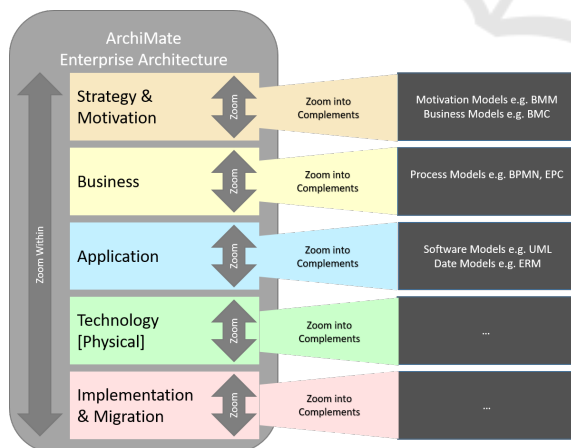 ArchiMate
Enterprise Architecture
Zoom Within
Strategy &
Motivation
Zoom
Zoom into
Complements
Motivation Models e.g. BMM
Business Models e.g. BMC
Business
Zoom
Zoom into
Complements
Process Models e.g. BPMN, EPC
Application
Zoom
Zoom into
Complements
Software Models e.g. UML
Date Models e.g. ERM
Technology
[Physical]
Zoom
Zoom into
Complements
...
Implementation
& Migration
Zoom
Zoom into
Complements
...